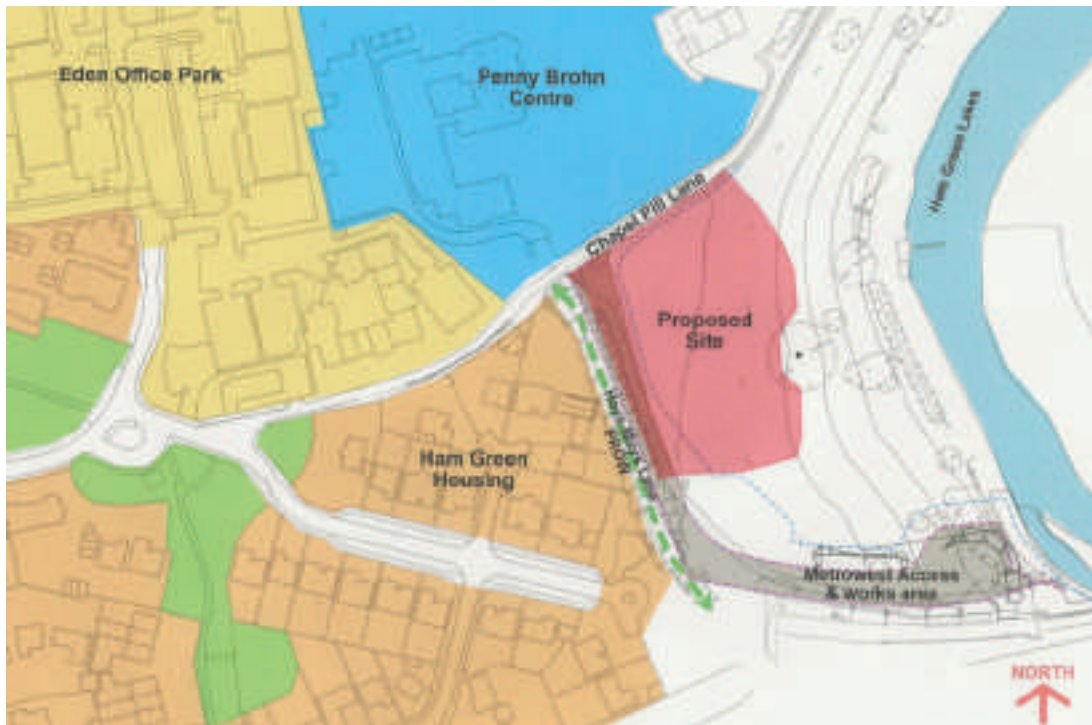 Eden Office Park
Penny Brohn
Centre
Ham Green Lakes
Chapel Pill Lane
Proposed
Site
Lane
PROW
Ham Green
Housing
Metrowest Access
& works area
NORTH